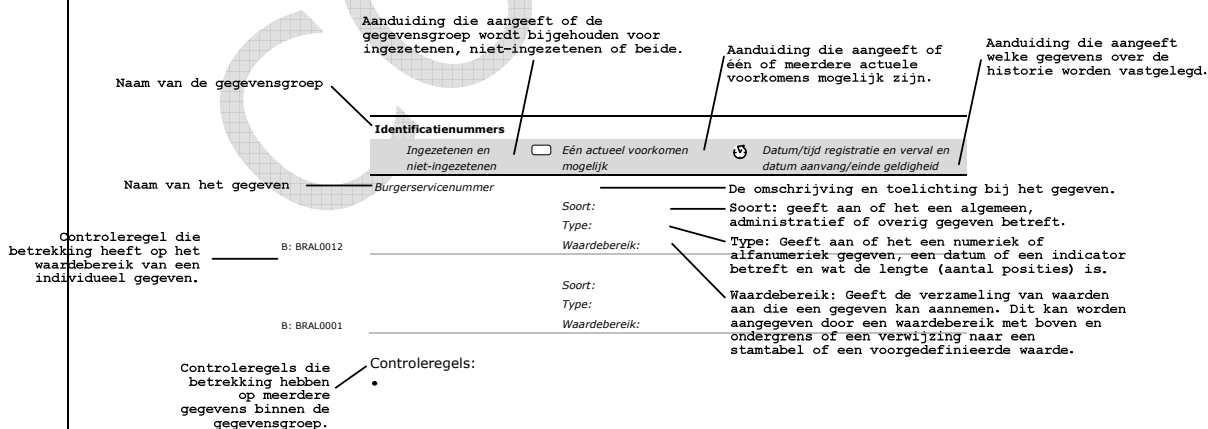 Aanduiding die aangeeft of de
gegevensgroep wordt bijgehouden voor
ingezetenen, niet-ingezetenen of beide.
Aanduiding die aangeeft of
één of meerdere actuele
voorkomens mogelijk zijn.
Aanduiding die aangeeft
welke gegevens over de
historie worden vastgelegd.
Naam van de gegevensgroep
Identificatienummers
Ingezetenen en
niet-ingezetenen
Eén actueel voorkomen
mogelijk
Datum/tijd registratie en verval en
datum aanvang/einde geldigheid
Naam van het gegeven
Burgerservicenummer
De omschrijving en toelichting bij het gegeven.
Soort:
Soort: geeft aan of het een algemeen,
administratief of overig gegeven betreft.
Type:
Type: Geeft aan of het een numeriek of
alfanumeriek gegeven, een datum of een indicator
betreft en wat de lengte (aantal posities) is.
Controleregel die
betrekking heeft op het
waardebereik van een
individueel gegeven.
B: BRAL0012
Waardebereik:
Soort:
Type:
B: BRAL0001
Waardebereik:
Waardebereik: Geeft de verzameling van waarden
aan die een gegeven kan aannemen. Dit kan worden
aangegeven door een waardebereik met boven en
ondergrens of een verwijzing naar een
stamtabel of een voorgedefinieerde waarde.
Controleregels die
betrekking hebben
op meerdere
gegevens binnen de
gegevensgroep.
Controleregels:
•